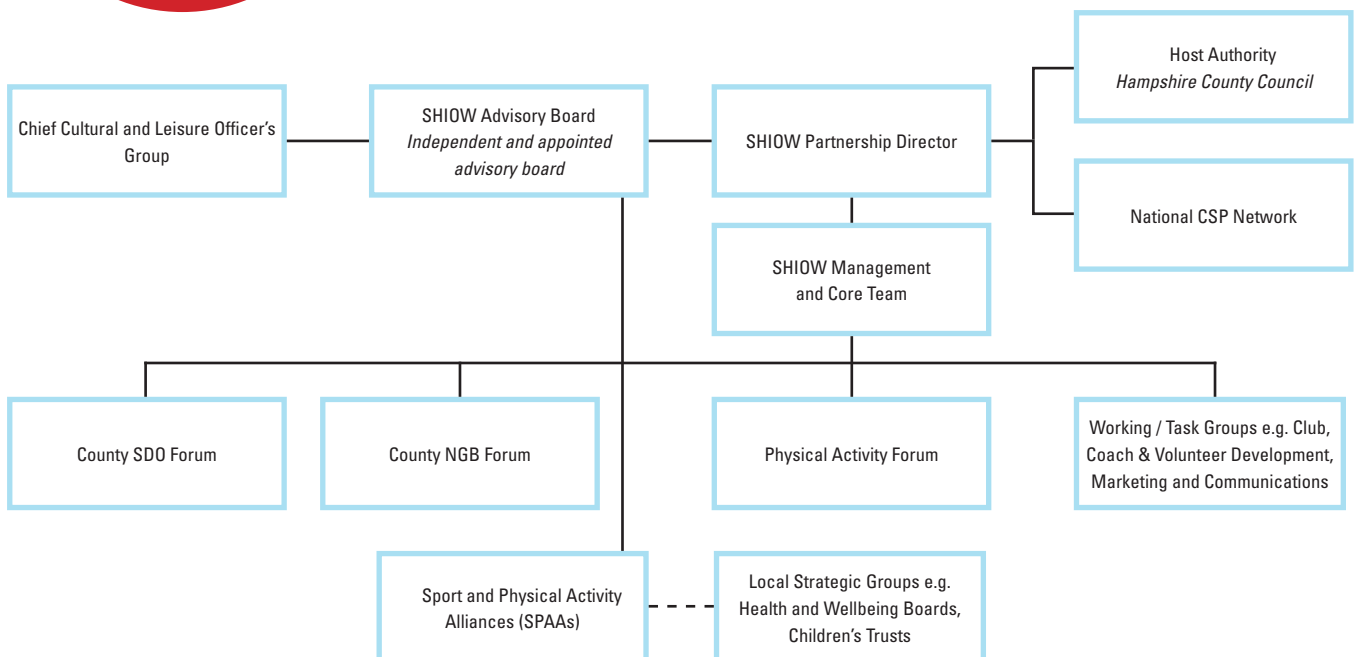 Host Authority
Hampshire County Council
Chief Cultural and Leisure Officer's
Group
SHIOW Advisory Board
Independent and appointed
advisory board
SHIOW Partnership Director
National CSP Network
SHIOW Management
and Core Team
County SDO Forum
County NGB Forum
Physical Activity Forum
Working / Task Groups e.g. Club,
Coach & Volunteer Development,
Marketing and Communications
Sport and Physical Activity
Alliances (SPAAs)
Local Strategic Groups e.g.
Health and Wellbeing Boards,
Children's Trusts